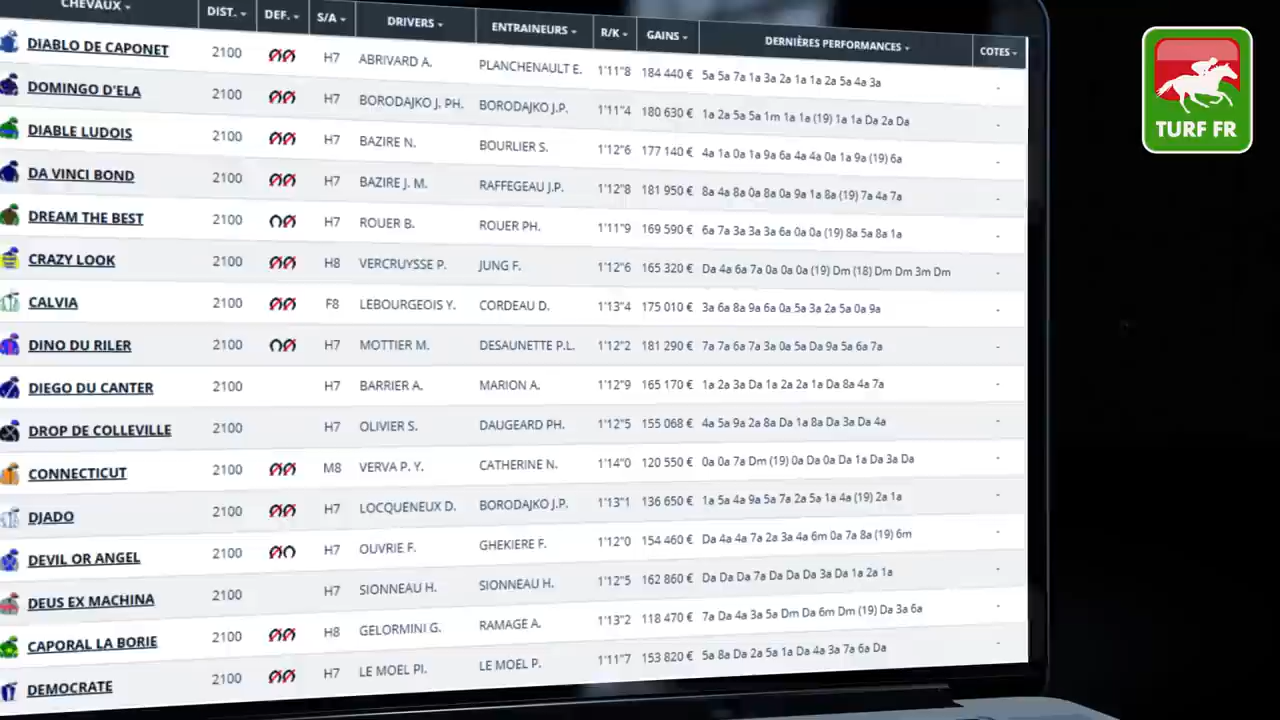 CHEVAUX DIST. DEF. S/A DRIVERS ENTRAINEURS R/K GAINS DERNIÈRES PERFORMANCES COTES
DIABLO DE CAPONET 2100 H7 ABRIVARD A. PLANCHENAULT E. 1'11"8 184 440 € 5a 5a 7a 1a 3a 2a 1a 1a 2a 5a 4a 3a -
DOMINGO D'ELA 2100 H7 BORODAJKO J. PH. BORODAJKO J.P. 1'11"4 180 630 € 1a 2a 5a 5a 1m 1a 1a (19) 1a 1a Da 2a Da -
DIABLE LUDOIS 2100 H7 BAZIRE N. BOURLIER S. 1'12"6 177 140 € 4a 1a 0a 1a 9a 6a 4a 4a 0a 1a 9a (19) 6a -
DA VINCI BOND 2100 H7 BAZIRE J. M. RAFFEGEAU J.P. 1'12"8 181 950 € 8a 4a 8a 0a 8a 0a 9a 1a 8a (19) 7a 4a 7a -
DREAM THE BEST 2100 H7 ROUER B. ROUER PH. 1'11"9 169 590 € 6a 7a 3a 3a 3a 6a 0a 0a (19) 8a 5a 8a 1a -
CRAZY LOOK 2100 H8 VERCRUYSSE P. JUNG F. 1'12"6 165 320 € Da 4a 6a 7a 0a 0a 0a (19) Dm (18) Dm Dm 3m Dm -
CALVIA 2100 F8 LEBOURGEOIS Y. CORDEAU D. 1'13"4 175 010 € 3a 6a 8a 9a 6a 0a 5a 3a 2a 5a 0a 9a -
DINO DU RILER 2100 H7 MOTTIER M. DESAUNETTE P.L. 1'12"2 181 290 € 7a 7a 6a 7a 3a 0a 5a Da 9a 5a 6a 7a -
DIEGO DU CANTER 2100 H7 BARRIER A. MARION A. 1'12"9 165 170 € 1a 2a 3a Da 1a 2a 2a 1a Da 8a 4a 7a -
DROP DE COLLEVILLE 2100 H7 OLIVIER S. DAUGEARD PH. 1'12"5 155 068 € 4a 5a 9a 2a 8a Da 1a 8a Da 3a Da 4a -
CONNECTICUT 2100 M8 VERVA P. Y. CATHERINE N. 1'14"0 120 550 € 0a 0a 7a Dm (19) 0a Da 0a Da 1a Da 3a Da -
DJADO 2100 H7 LOCQUENEUX D. BORODAJKO J.P. 1'13"1 136 650 € 1a 5a 4a 9a 5a 7a 2a 5a 1a 4a (19) 2a 1a -
DEVIL OR ANGEL 2100 H7 OUVRIE F. GHEKIERE F. 1'12"0 154 460 € Da 4a 4a 7a 2a 3a 4a 6m 0a 7a 8a (19) 6m -
DEUS EX MACHINA 2100 H7 SIONNEAU H. SIONNEAU H. 1'12"5 162 860 € Da Da Da 7a Da Da Da 3a Da 1a 2a 1a -
CAPORAL LA BORIE 2100 H8 GELORMINI G. RAMAGE A. 1'13"2 118 470 € 7a Da 4a 3a 5a Dm Da 6m Dm (19) Da 3a 6a -
DEMOCRATE 2100 H7 LE MOEL PI. LE MOEL P. 1'11"7 153 820 € 5a 8a Da 2a 5a 1a Da 4a 3a 7a 6a Da -
TURF FR